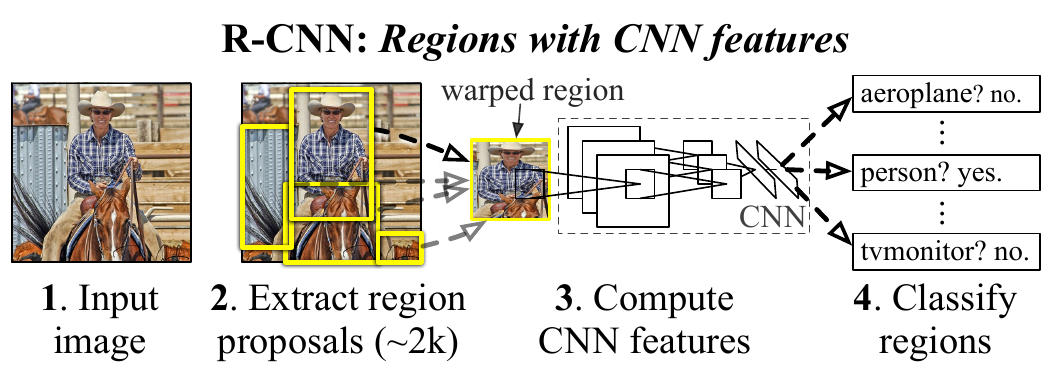 R-CNN: Regions with CNN features
warped region
aeroplane? no.
person? yes.
tvmonitor? no.
CNN
1. Input
image
2. Extract region
proposals (~2k)
3. Compute
CNN features
4. Classify
regions